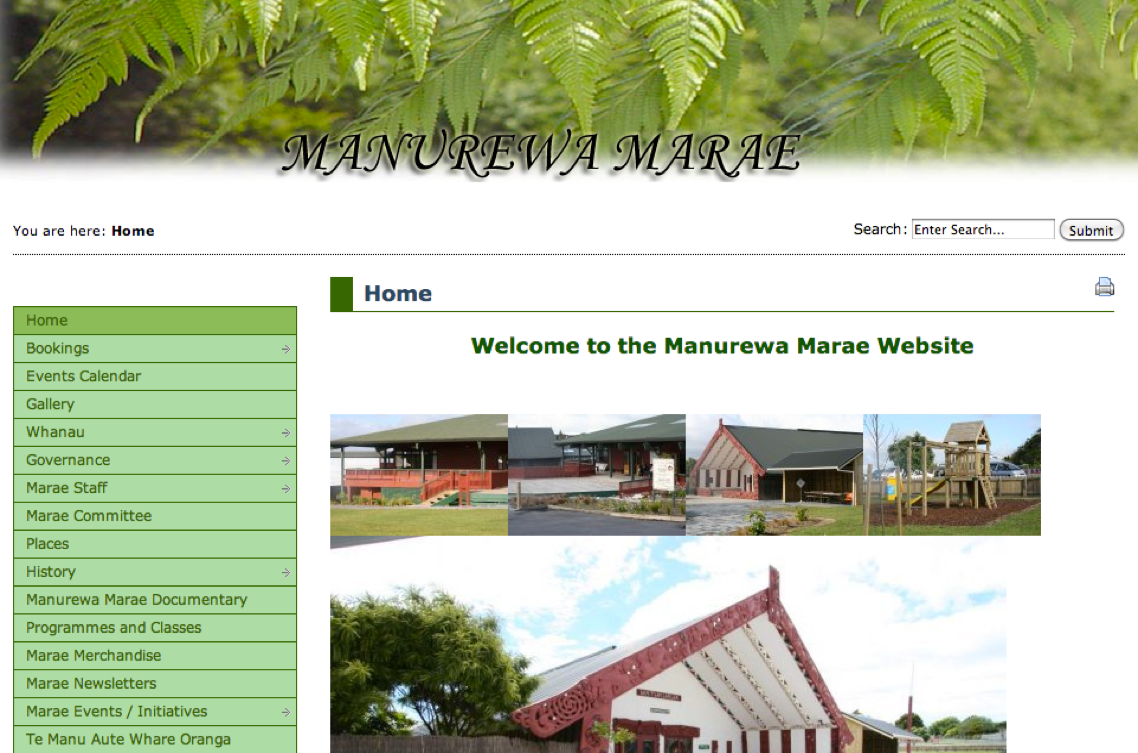 MANUREWA MARAE
You are here: Home
Search: Enter Search... Submit
Home
Bookings
Events Calendar
Gallery
Whanau
Governance
Marae Staff
Marae Committee
Places
History
Manurewa Marae Documentary
Programmes and Classes
Marae Merchandise
Marae Newsletters
Marae Events / Initiatives
Te Manu Aute Whare Oranga
Home
Welcome to the Manurewa Marae Website